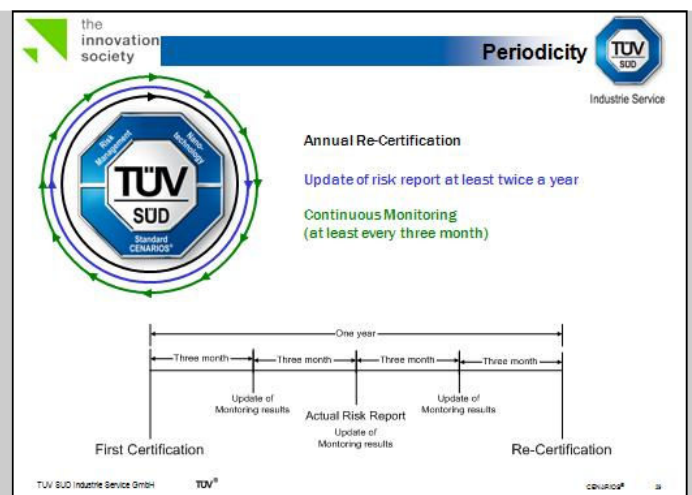 the
innovation
society
Periodicity
TÜV
SÜD
Industrie Service
Risk
Management
Nano-
technology
TÜV
SÜD
Standard
CENARIOS®
Annual Re-Certification
Update of risk report at least twice a year
Continuous Monitoring
(at least every three month)
One year
Three month
Three month
Three month
Three month
Update of
Montoring results
Actual Risk Report
Update of
Montoring results
Update of
Montoring results
First Certification
Re-Certification
TÜV SÜD Industrie Service GmbH
TÜV®
CENARIOS®